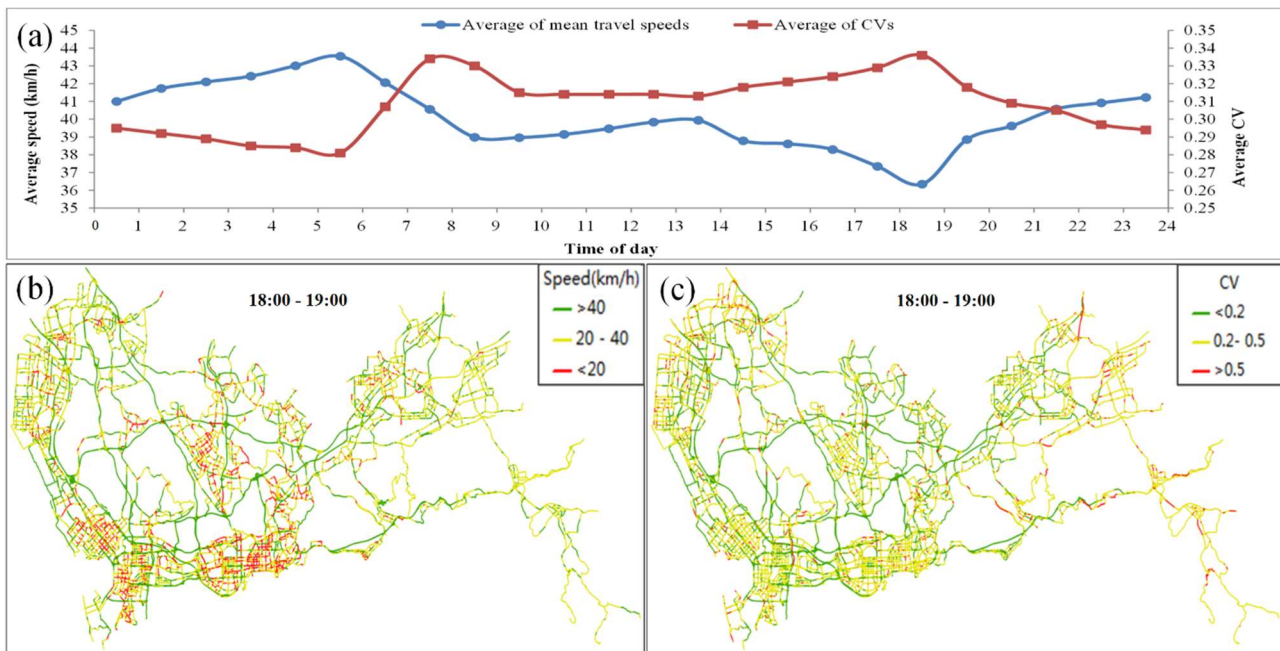 (a)
Average of mean travel speeds
Average of CVs
45
44
43
42
41
40
39
38
37
36
35
Average speed (km/h)
0.35
0.34
0.33
0.32
0.31
0.30
0.29
0.28
0.27
0.26
0.25
Average CV
0 1 2 3 4 5 6 7 8 9 10 11 12 13 14 15 16 17 18 19 20 21 22 23 24
Time of day
(b)
18:00 - 19:00
Speed(km/h)
>40
20 - 40
<20
(c)
18:00 - 19:00
CV
<0.2
0.2- 0.5
>0.5